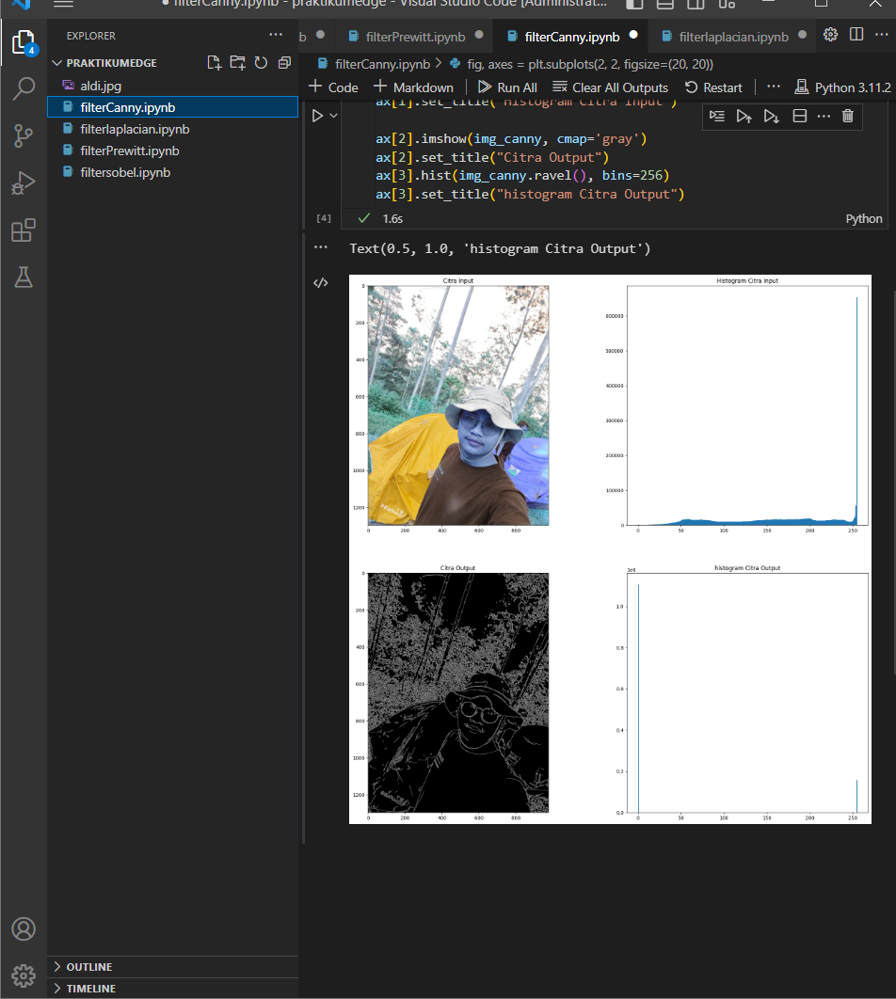 filterCanny.ipynb - praktikumedge - Visual Studio Code [Administrat...
EXPLORER
4
PRAKTIKUMEDGE
aldi.jpg
filterCanny.ipynb
filterlaplacian.ipynb
filterPrewitt.ipynb
filtersobel.ipynb
OUTLINE
TIMELINE
b
filterPrewitt.ipynb
filterCanny.ipynb
filterlaplacian.ipynb
filterCanny.ipynb > fig, axes = plt.subplots(2, 2, figsize=(20, 20))
+ Code + Markdown Run All Clear All Outputs Restart ... Python 3.11.2
ax[1].set_title("Histogram Citra Input")
ax[2].imshow(img_canny, cmap='gray')
ax[2].set_title("Citra Output")
ax[3].hist(img_canny.ravel(), bins=256)
ax[3].set_title("histogram Citra Output")
[4] 1.6s Python
Text(0.5, 1.0, 'histogram Citra Output')
Citra Input
0
200
400
600
800
1000
1200
0 200 400 600 800
Histogram Citra Input
600000
500000
400000
300000
200000
100000
0
0 50 100 150 200 250
Citra Output
0
200
400
600
800
1000
1200
0 200 400 600 800
histogram Citra Output
1e6
1.0
0.8
0.6
0.4
0.2
0.0
0 50 100 150 200 250